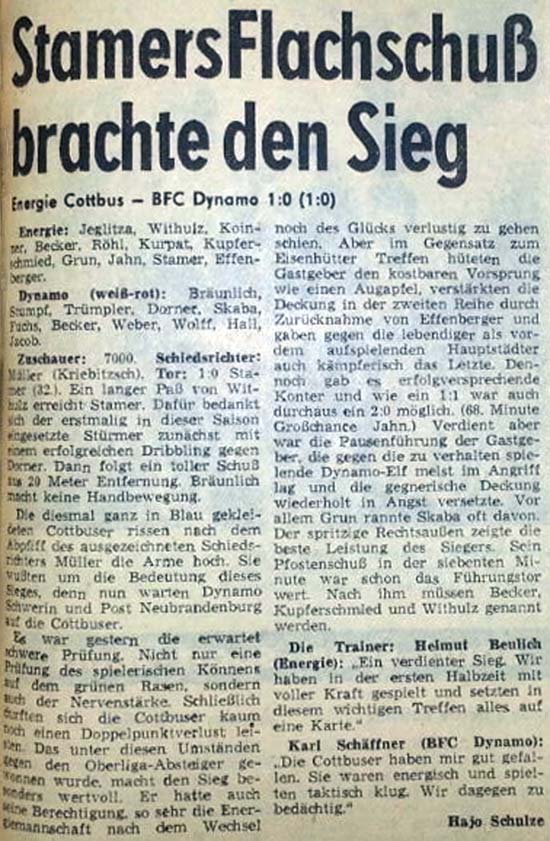 Stamers Flachschuß
brachte den Sieg
Energie Cottbus – BFC Dynamo 1:0 (1:0)
Energie: Jeglitza, Withulz, Koin-
zer, Becker, Röhl, Kurpat, Kupfer-
schmied, Grun, Jahn, Stamer, Effen-
berger.
Dynamo (weiß-rot): Bräunlich,
Stumpf, Trümpler, Dorner, Skaba,
Fuchs, Becker, Weber, Wolff, Hall,
Jacob.
Zuschauer: 7000. Schiedsrichter:
Müller (Kriebitzsch). Tor: 1:0 Sta-
mer (32.). Ein langer Paß von Wit-
hulz erreicht Stamer. Dafür bedankt
sich der erstmalig in dieser Saison
eingesetzte Stürmer zunächst mit
einem erfolgreichen Dribbling gegen
Dorner. Dann folgt ein toller Schuß
aus 20 Meter Entfernung. Bräunlich
macht keine Handbewegung.
Die diesmal ganz in Blau geklei-
deten Cottbuser rissen nach dem
Abpfiff des ausgezeichneten Schieds-
richters Müller die Arme hoch. Sie
wußten um die Bedeutung dieses
Sieges, denn nun warten Dynamo
Schwerin und Post Neubrandenburg
auf die Cottbuser.
Es war gestern die erwartet
schwere Prüfung. Nicht nur eine
Prüfung des spielerischen Könnens
auf dem grünen Rasen, sondern
auch der Nervenstärke. Schließlich
durften sich die Cottbuser kaum
noch einen Doppelpunktverlust lei-
sten. Das unter diesen Umständen
gegen den Oberliga-Absteiger ge-
wonnen wurde, macht den Sieg be-
sonders wertvoll. Er hatte auch
seine Berechtigung, so sehr die Ener-
giemannschaft nach dem Wechsel
noch des Glücks verlustig zu gehen
schien. Aber im Gegensatz zum
Eisenhütter Treffen hüteten die
Gastgeber den kostbaren Vorsprung
wie einen Augapfel, verstärkten die
Deckung in der zweiten Reihe durch
Zurücknahme von Effenberger und
gaben gegen die lebendiger als vor-
dem aufspielenden Hauptstädter
auch kämpferisch das Letzte. Den-
noch gab es erfolgversprechende
Konter und wie ein 1:1 war auch
durchaus ein 2:0 möglich. (68. Minute
Großchance Jahn.) Verdient aber
war die Pausenführung der Gastge-
ber, die gegen die zu verhalten spie-
lende Dynamo-Elf meist im Angriff
lag und die gegnerische Deckung
wiederholt in Angst versetzte. Vor
allem Grun rannte Skaba oft davon.
Der spritzige Rechtsaußen zeigte die
beste Leistung des Siegers. Sein
Pfostenschuß in der siebenten Mi-
nute war schon das Führungstor
wert. Nach ihm müssen Becker,
Kupferschmied und Withulz genannt
werden.
Die Trainer: Helmut Beulich
(Energie): „Ein verdienter Sieg. Wir
haben in der ersten Halbzeit mit
voller Kraft gespielt und setzten in
diesem wichtigen Treffen alles auf
eine Karte."
Karl Schäffner (BFC Dynamo):
„Die Cottbuser haben mir gut gefal-
len. Sie waren energisch und spiel-
ten taktisch klug. Wir dagegen zu
bedächtig."
Hajo Schulze